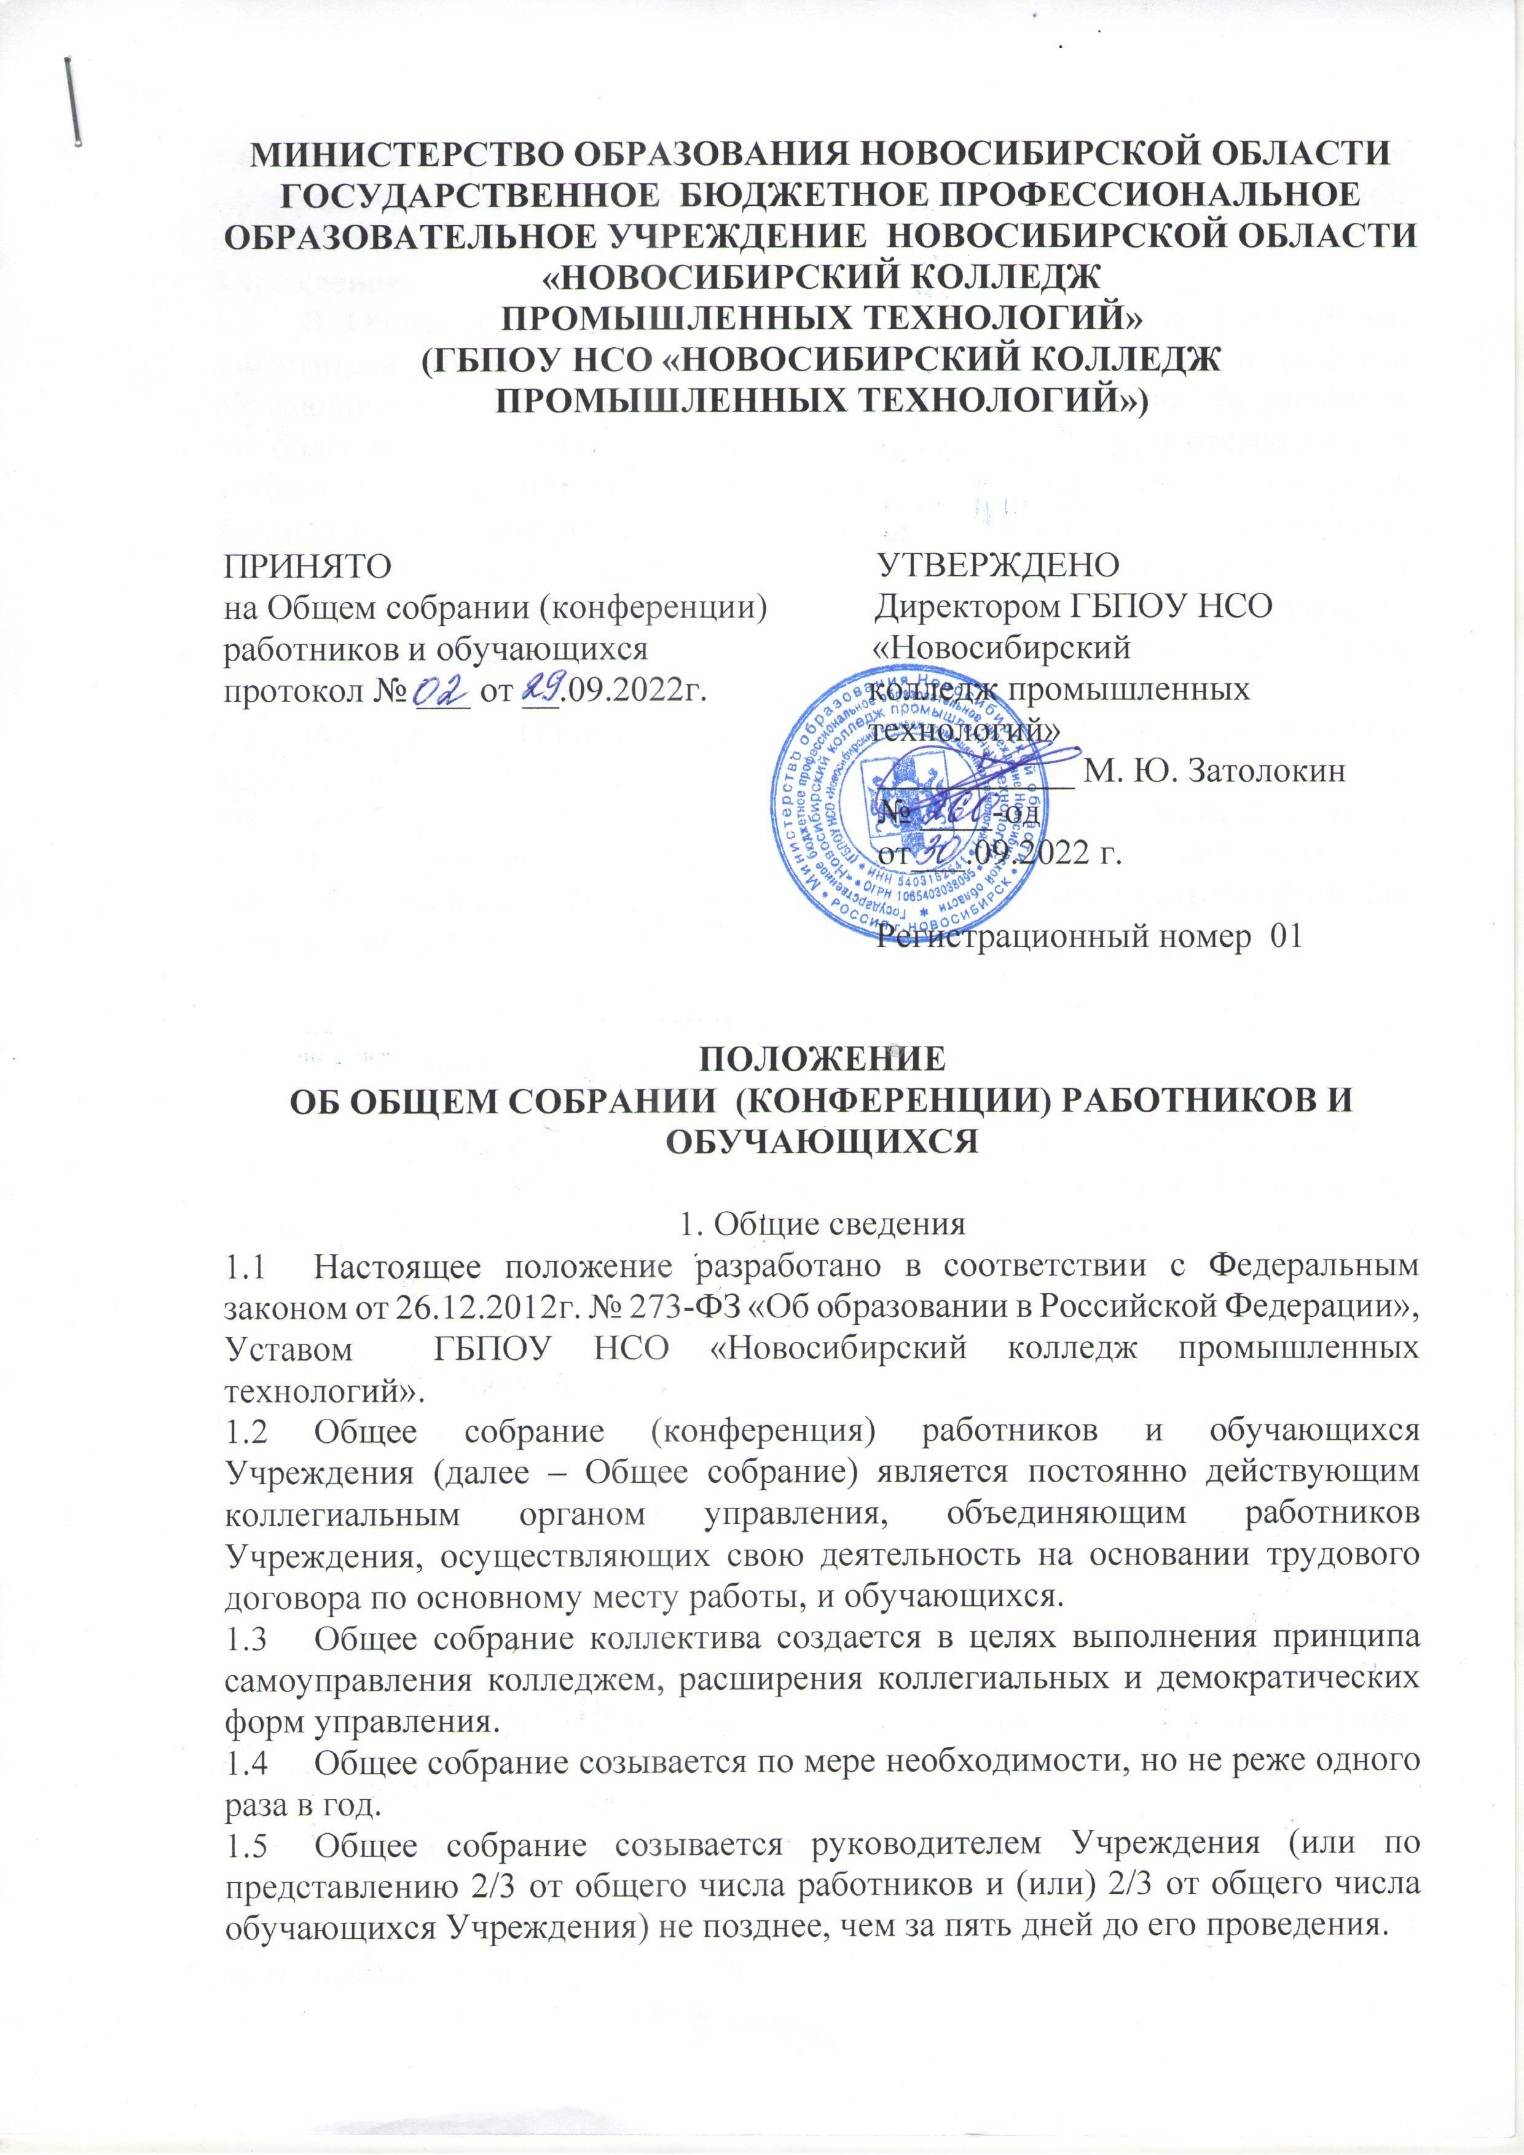 МИНИСТЕРСТВО ОБРАЗОВАНИЯ НОВОСИБИРСКОЙ ОБЛАСТИ
ГОСУДАРСТВЕННОЕ БЮДЖЕТНОЕ ПРОФЕССИОНАЛЬНОЕ
ОБРАЗОВАТЕЛЬНОЕ УЧРЕЖДЕНИЕ НОВОСИБИРСКОЙ ОБЛАСТИ
«НОВОСИБИРСКИЙ КОЛЛЕДЖ
ПРОМЫШЛЕННЫХ ТЕХНОЛОГИЙ»
(ГБПОУ НСО «НОВОСИБИРСКИЙ КОЛЛЕДЖ
ПРОМЫШЛЕННЫХ ТЕХНОЛОГИЙ»)
ПРИНЯТО
на Общем собрании (конференции)
работников и обучающихся
протокол № 02 от 29.09.2022г.
УТВЕРЖДЕНО
Директором ГБПОУ НСО
«Новосибирский
колледж промышленных
технологий»
М. Ю. Затолокин
№ -од
от 30.09.2022 г.
Регистрационный номер 01
ПОЛОЖЕНИЕ
ОБ ОБЩЕМ СОБРАНИИ (КОНФЕРЕНЦИИ) РАБОТНИКОВ И
ОБУЧАЮЩИХСЯ
1. Общие сведения
1.1 Настоящее положение разработано в соответствии с Федеральным
законом от 26.12.2012г. № 273-ФЗ «Об образовании в Российской Федерации»,
Уставом ГБПОУ НСО «Новосибирский колледж промышленных
технологий».
1.2 Общее собрание (конференция) работников и обучающихся
Учреждения (далее – Общее собрание) является постоянно действующим
коллегиальным органом управления, объединяющим работников
Учреждения, осуществляющих свою деятельность на основании трудового
договора по основному месту работы, и обучающихся.
1.3 Общее собрание коллектива создается в целях выполнения принципа
самоуправления колледжем, расширения коллегиальных и демократических
форм управления.
1.4 Общее собрание созывается по мере необходимости, но не реже одного
раза в год.
1.5 Общее собрание созывается руководителем Учреждения (или по
представлению 2/3 от общего числа работников и (или) 2/3 от общего числа
обучающихся Учреждения) не позднее, чем за пять дней до его проведения.